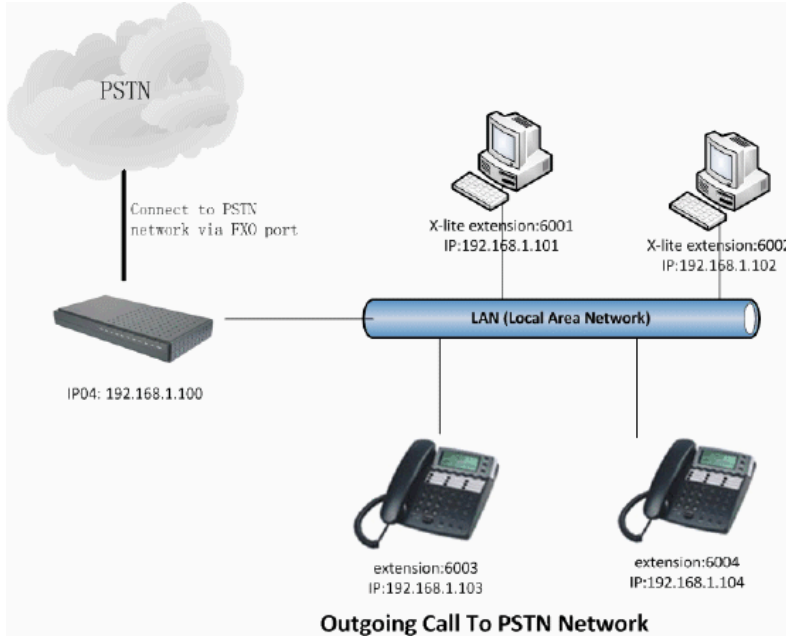 PSTN
Connect to PSTN
network via FXO port
X-lite extension:6001
IP:192.168.1.101
X-lite extension:6002
IP:192.168.1.102
LAN (Local Area Network)
IP04: 192.168.1.100
extension:6003
IP:192.168.1.103
extension:6004
IP:192.168.1.104
Outgoing Call To PSTN Network